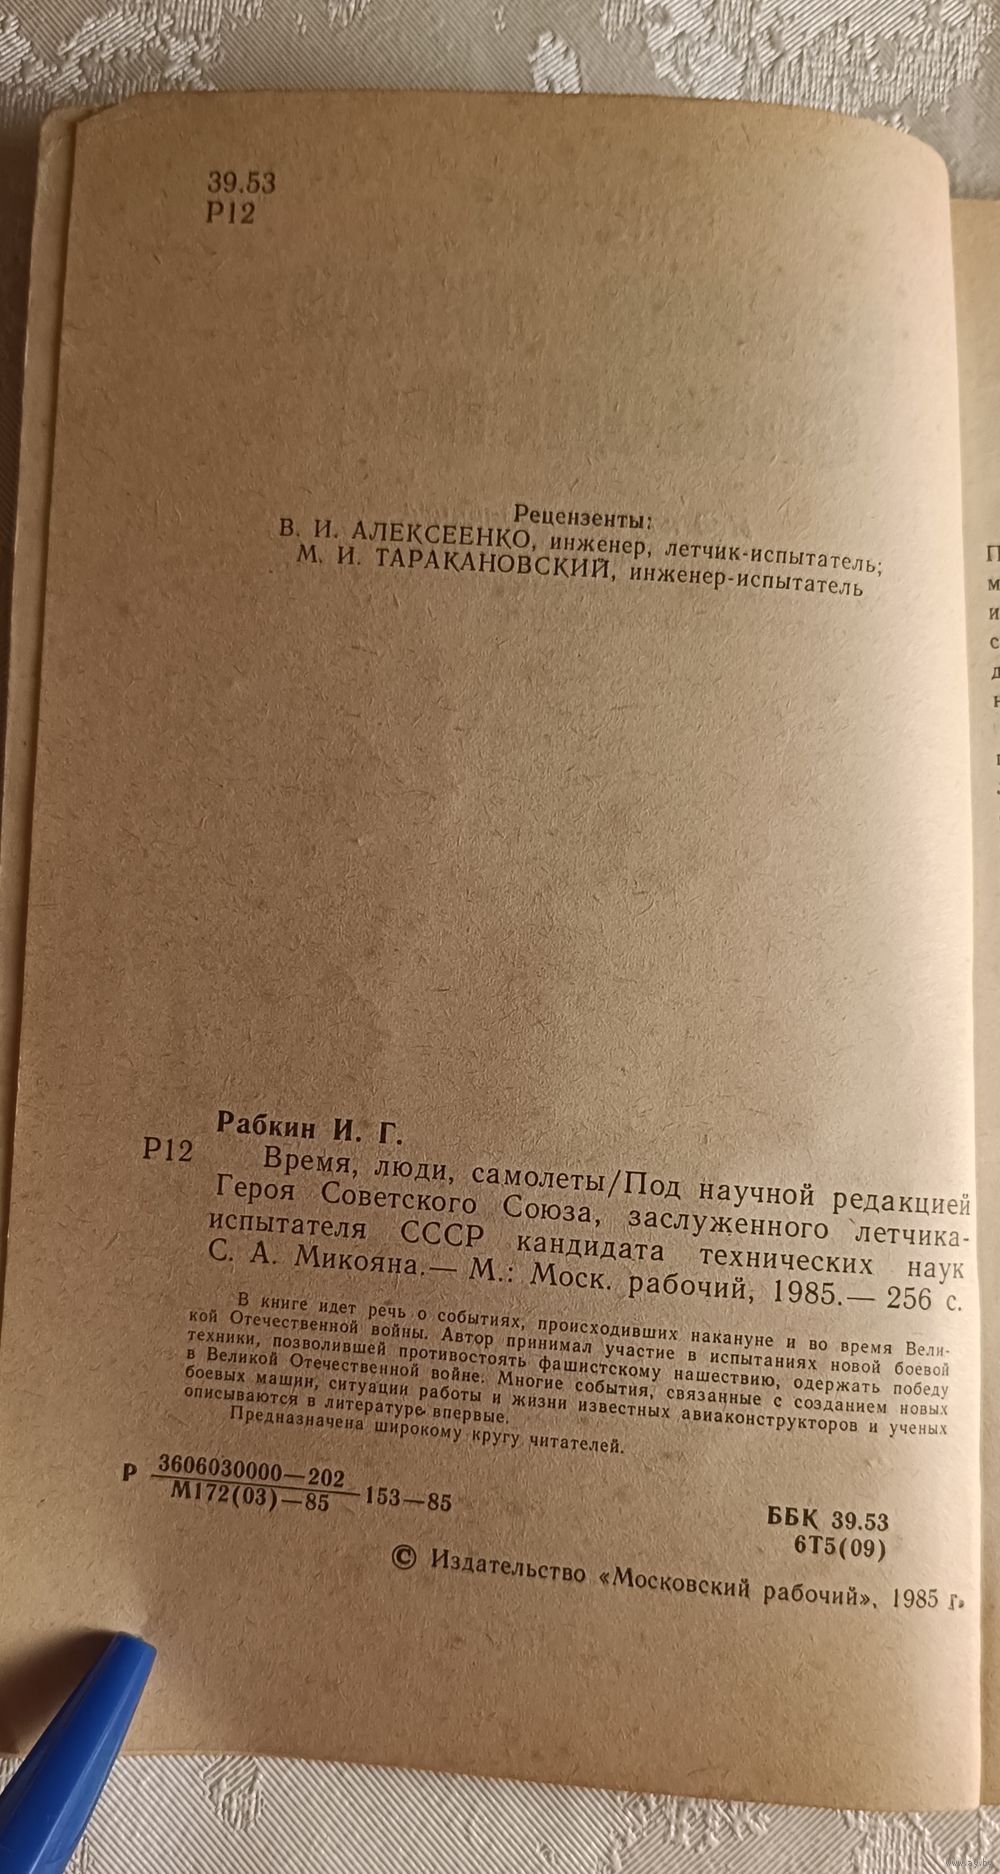 39.53
Р12
Рецензенты:
В. И. АЛЕКСЕЕНКО, инженер, летчик-испытатель;
М. И. ТАРАКАНОВСКИЙ, инженер-испытатель
Рабкин И. Г.
Р12 Время, люди, самолеты/Под научной редакцией
Героя Советского Союза, заслуженного летчика-
испытателя СССР кандидата технических наук
С. А. Микояна.— М.: Моск. рабочий, 1985.— 256 с.
В книге идет речь о событиях, происходивших накануне и во время Вели-
кой Отечественной войны. Автор принимал участие в испытаниях новой боевой
техники, позволившей противостоять фашистскому нашествию, одержать победу
в Великой Отечественной войне. Многие события, связанные с созданием новых
боевых машин, ситуации работы и жизни известных авиаконструкторов и ученых
описываются в литературе впервые.
Предназначена широкому кругу читателей.
Р 3606030000—202
М172(03)—85 —153—85
ББК 39.53
6Т5(09)
© Издательство «Московский рабочий», 1985 г.
www.ay.by